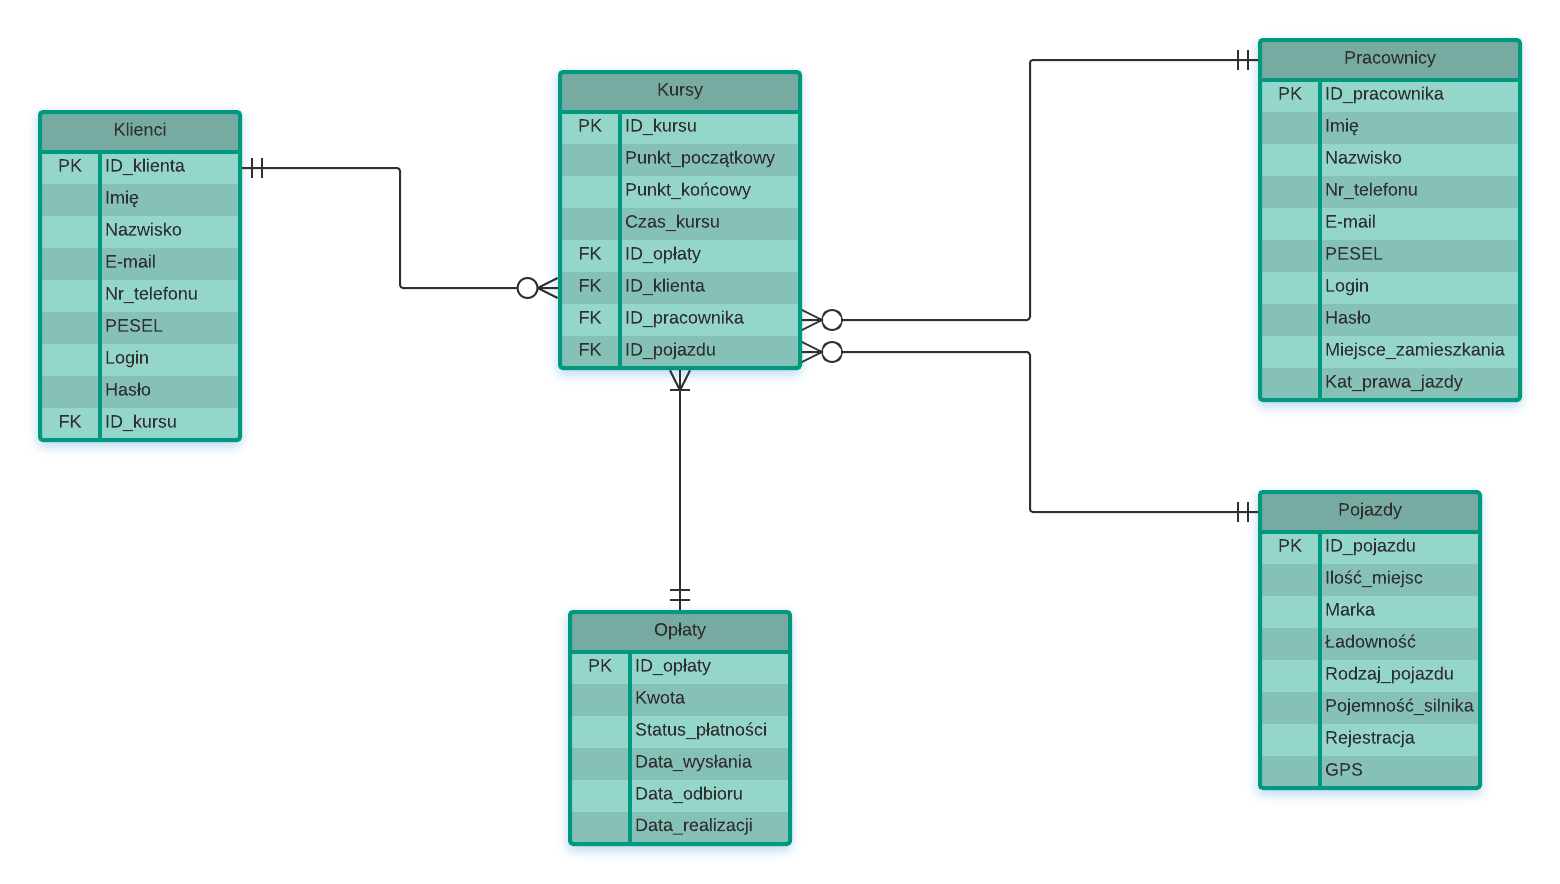 Klienci
PK ID_klienta
Imię
Nazwisko
E-mail
Nr_telefonu
PESEL
Login
Hasło
FK ID_kursu
Kursy
PK ID_kursu
Punkt_początkowy
Punkt_końcowy
Czas_kursu
FK ID_opłaty
FK ID_klienta
FK ID_pracownika
FK ID_pojazdu
Opłaty
PK ID_opłaty
Kwota
Status_płatności
Data_wysłania
Data_odbioru
Data_realizacji
Pracownicy
PK ID_pracownika
Imię
Nazwisko
Nr_telefonu
E-mail
PESEL
Login
Hasło
Miejsce_zamieszkania
Kat_prawa_jazdy
Pojazdy
PK ID_pojazdu
Ilość_miejsc
Marka
Ładowność
Rodzaj_pojazdu
Pojemność_silnika
Rejestracja
GPS